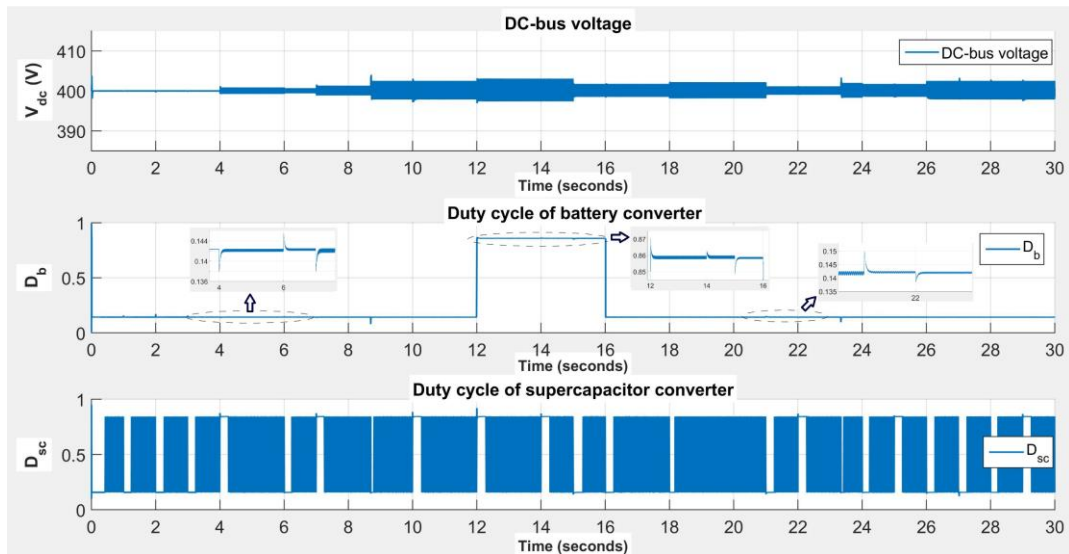 DC-bus voltage
410
400
390
V_dc (V)
DC-bus voltage
0 2 4 6 8 10 12 14 16 18 20 22 24 26 28 30
Time (seconds)
Duty cycle of battery converter
1
0.5
0
D_b
0.144
0.14
0.136
4 6
0.87
0.86
0.85
12 14 16
0.15
0.145
0.14
0.135
22
D_b
0 2 4 6 8 10 12 14 16 18 20 22 24 26 28 30
Time (seconds)
Duty cycle of supercapacitor converter
1
0.5
0
D_sc
D_sc
0 2 4 6 8 10 12 14 16 18 20 22 24 26 28 30
Time (seconds)